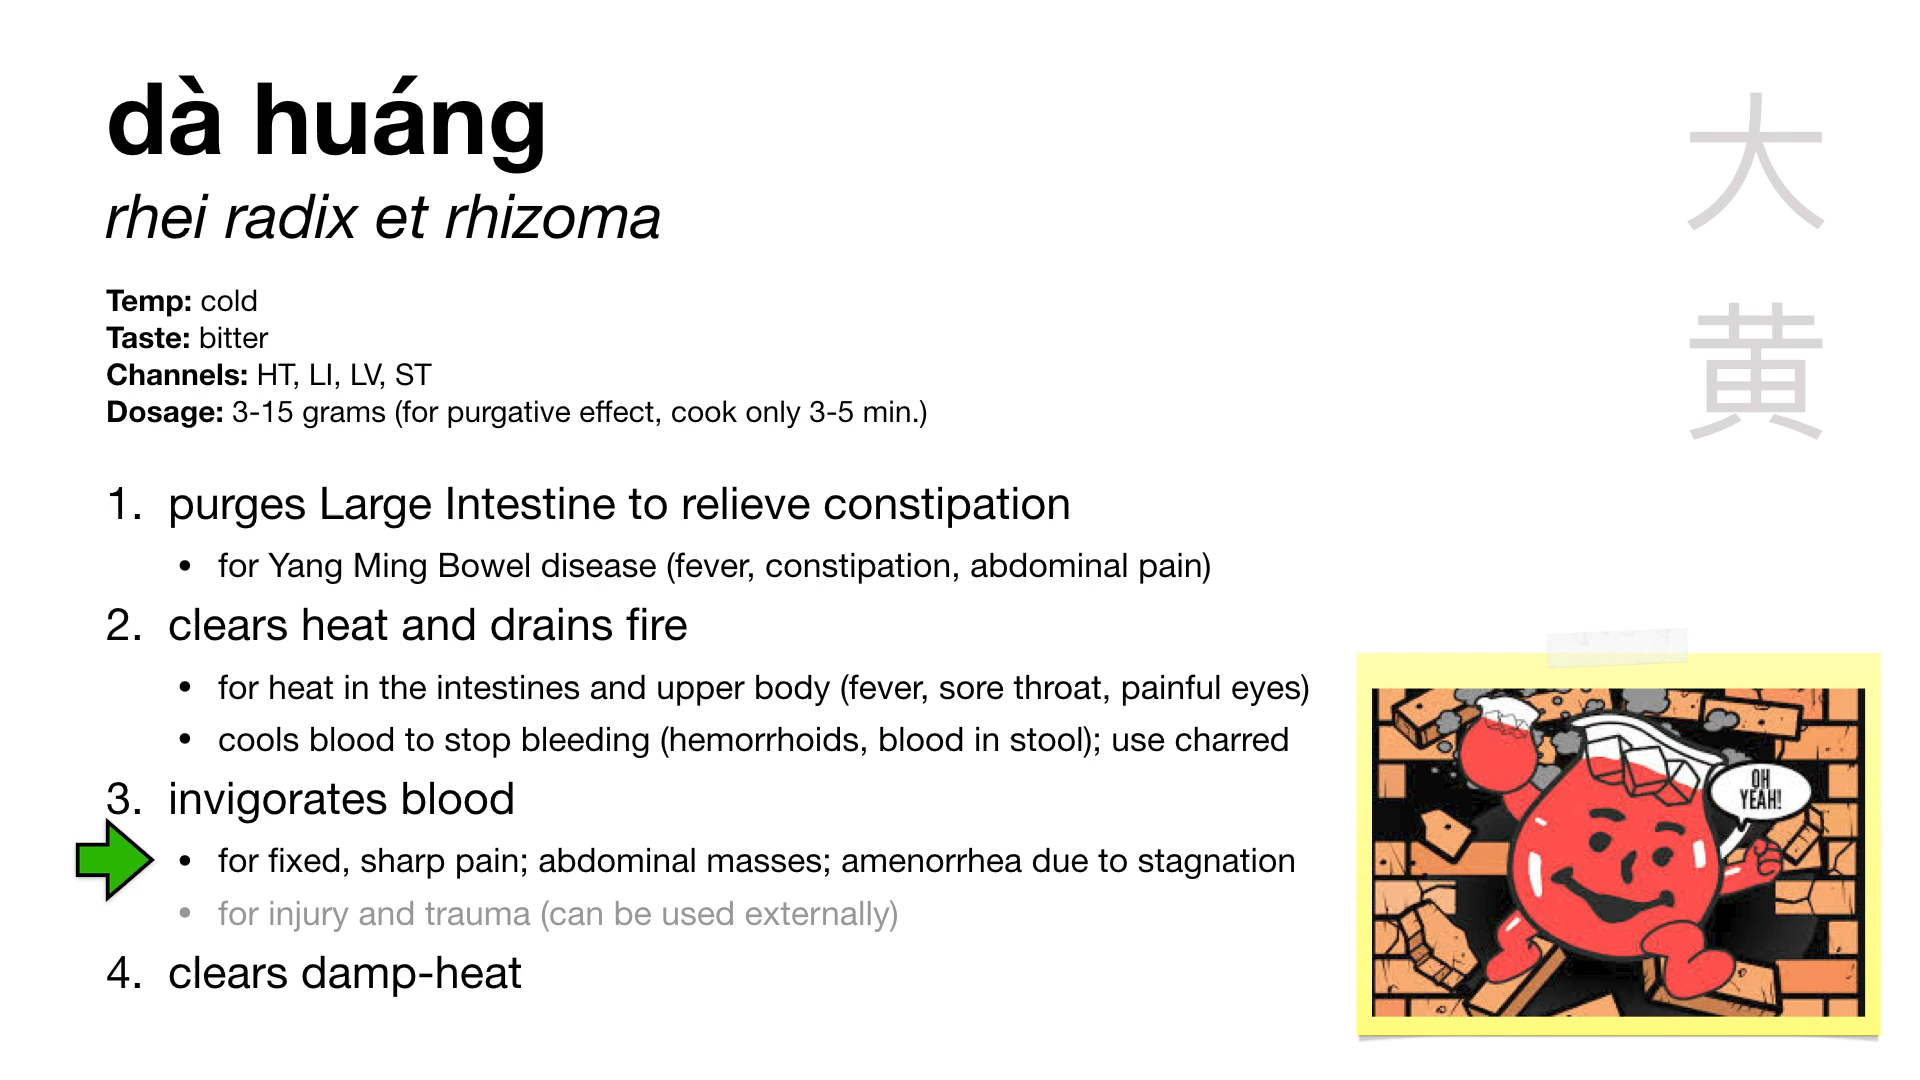 dà huáng
rhei radix et rhizoma
大
黄
Temp: cold
Taste: bitter
Channels: HT, LI, LV, ST
Dosage: 3-15 grams (for purgative effect, cook only 3-5 min.)
1. purges Large Intestine to relieve constipation
• for Yang Ming Bowel disease (fever, constipation, abdominal pain)
2. clears heat and drains fire
• for heat in the intestines and upper body (fever, sore throat, painful eyes)
• cools blood to stop bleeding (hemorrhoids, blood in stool); use charred
3. invigorates blood
• for fixed, sharp pain; abdominal masses; amenorrhea due to stagnation
• for injury and trauma (can be used externally)
4. clears damp-heat
OH
YEAH!